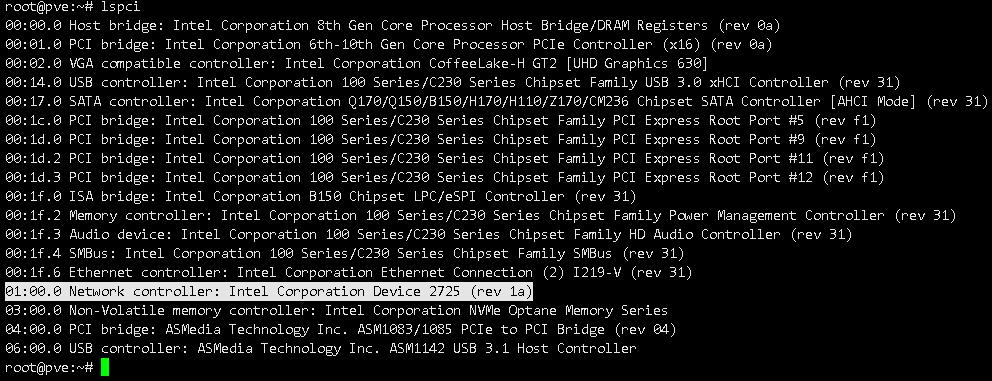 root@pve:~# lspci
00:00.0 Host bridge: Intel Corporation 8th Gen Core Processor Host Bridge/DRAM Registers (rev 0a)
00:01.0 PCI bridge: Intel Corporation 6th-10th Gen Core Processor PCIe Controller (x16) (rev 0a)
00:02.0 VGA compatible controller: Intel Corporation CoffeeLake-H GT2 [UHD Graphics 630]
00:14.0 USB controller: Intel Corporation 100 Series/C230 Series Chipset Family USB 3.0 xHCI Controller (rev 31)
00:17.0 SATA controller: Intel Corporation Q170/Q150/B150/H170/H110/Z170/CM236 Chipset SATA Controller [AHCI Mode] (rev 31)
00:1c.0 PCI bridge: Intel Corporation 100 Series/C230 Series Chipset Family PCI Express Root Port #5 (rev f1)
00:1d.0 PCI bridge: Intel Corporation 100 Series/C230 Series Chipset Family PCI Express Root Port #9 (rev f1)
00:1d.2 PCI bridge: Intel Corporation 100 Series/C230 Series Chipset Family PCI Express Root Port #11 (rev f1)
00:1d.3 PCI bridge: Intel Corporation 100 Series/C230 Series Chipset Family PCI Express Root Port #12 (rev f1)
00:1f.0 ISA bridge: Intel Corporation B150 Chipset LPC/eSPI Controller (rev 31)
00:1f.2 Memory controller: Intel Corporation 100 Series/C230 Series Chipset Family Power Management Controller (rev 31)
00:1f.3 Audio device: Intel Corporation 100 Series/C230 Series Chipset Family HD Audio Controller (rev 31)
00:1f.4 SMBus: Intel Corporation 100 Series/C230 Series Chipset Family SMBus (rev 31)
00:1f.6 Ethernet controller: Intel Corporation Ethernet Connection (2) I219-V (rev 31)
01:00.0 Network controller: Intel Corporation Device 2725 (rev 1a)
03:00.0 Non-Volatile memory controller: Intel Corporation NVMe Optane Memory Series
04:00.0 PCI bridge: ASMedia Technology Inc. ASM1083/1085 PCIe to PCI Bridge (rev 04)
06:00.0 USB controller: ASMedia Technology Inc. ASM1142 USB 3.1 Host Controller
root@pve:~#